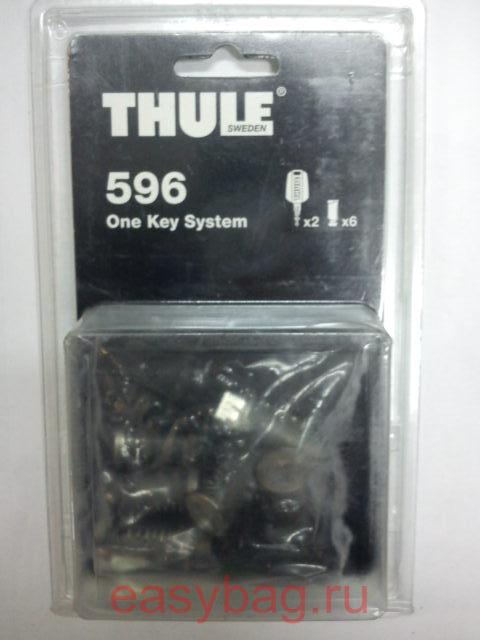 THULE®
SWEDEN
596
One Key System
x2 x6
easybag.ru